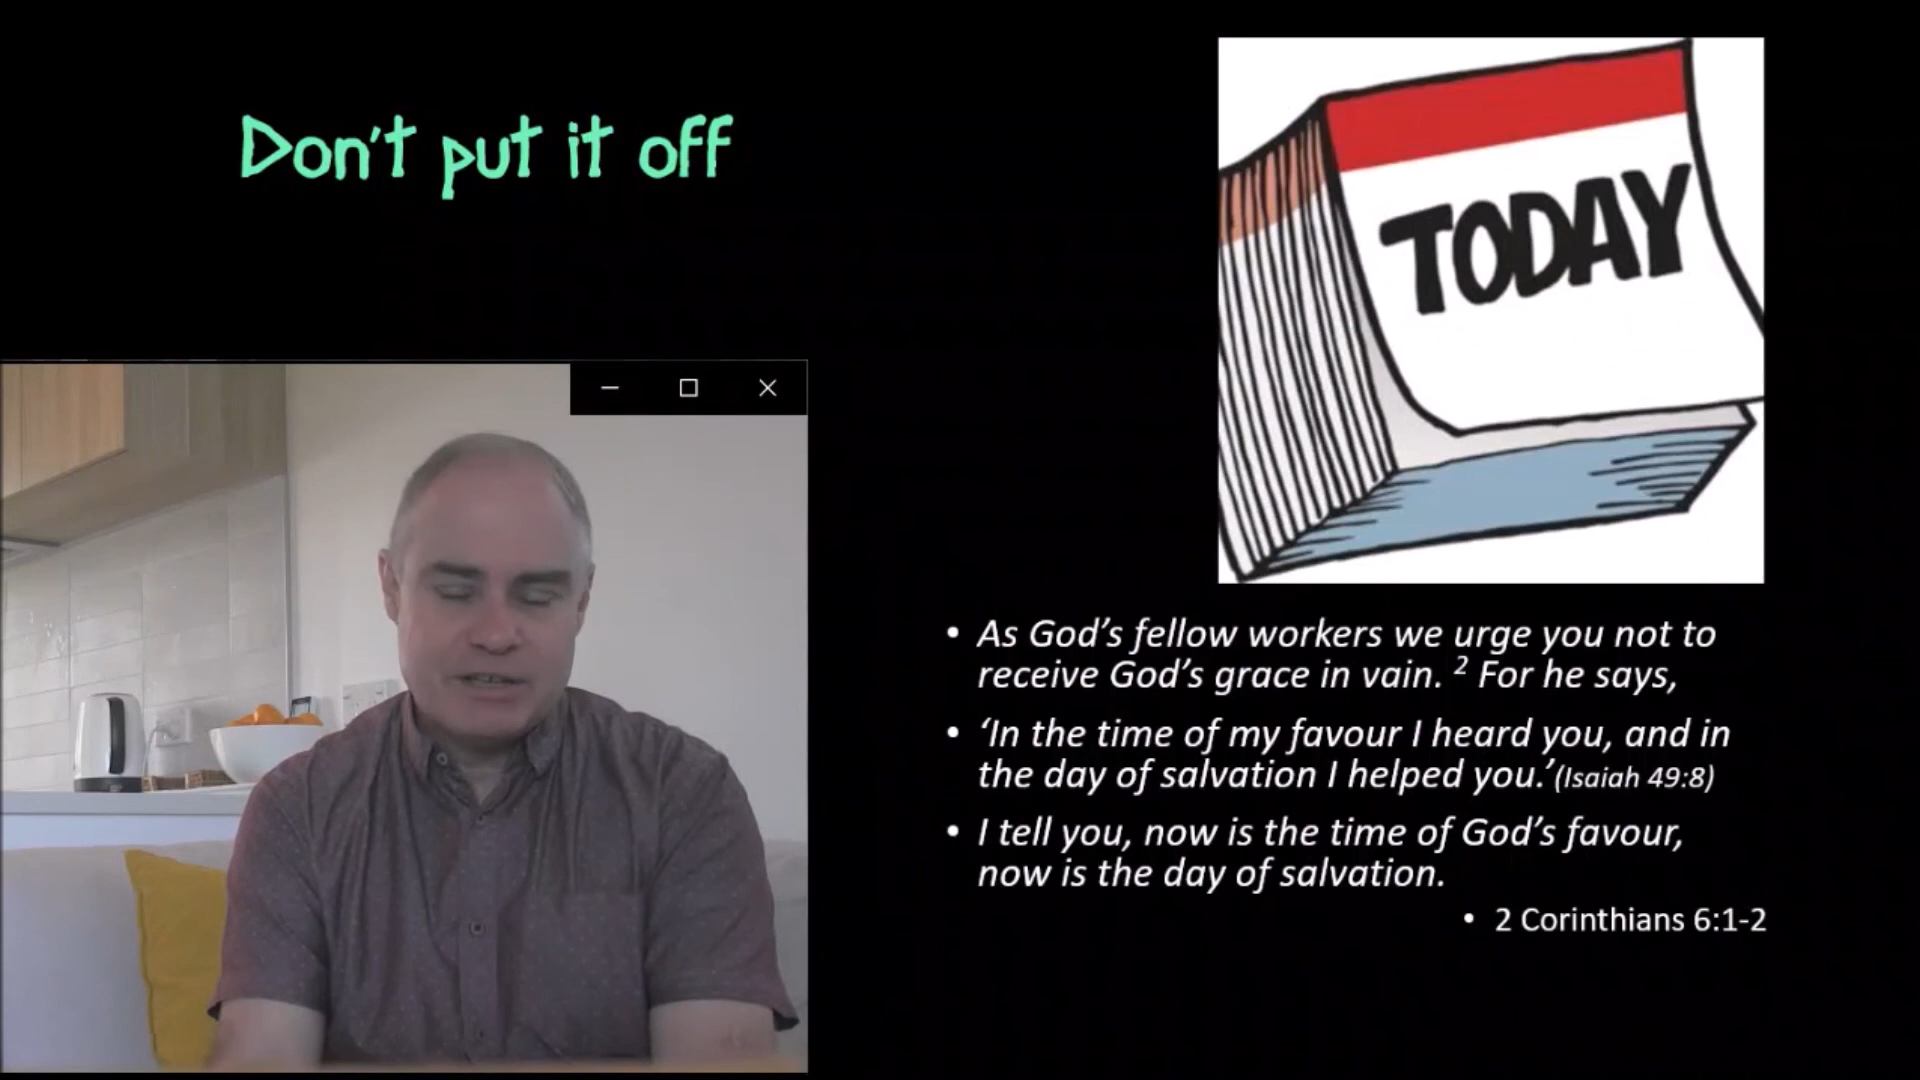 Don't put it off
TODAY
• As God's fellow workers we urge you not to
receive God's grace in vain. ² For he says,
• ‘In the time of my favour I heard you, and in
the day of salvation I helped you.’(Isaiah 49:8)
• I tell you, now is the time of God's favour,
now is the day of salvation.
• 2 Corinthians 6:1-2